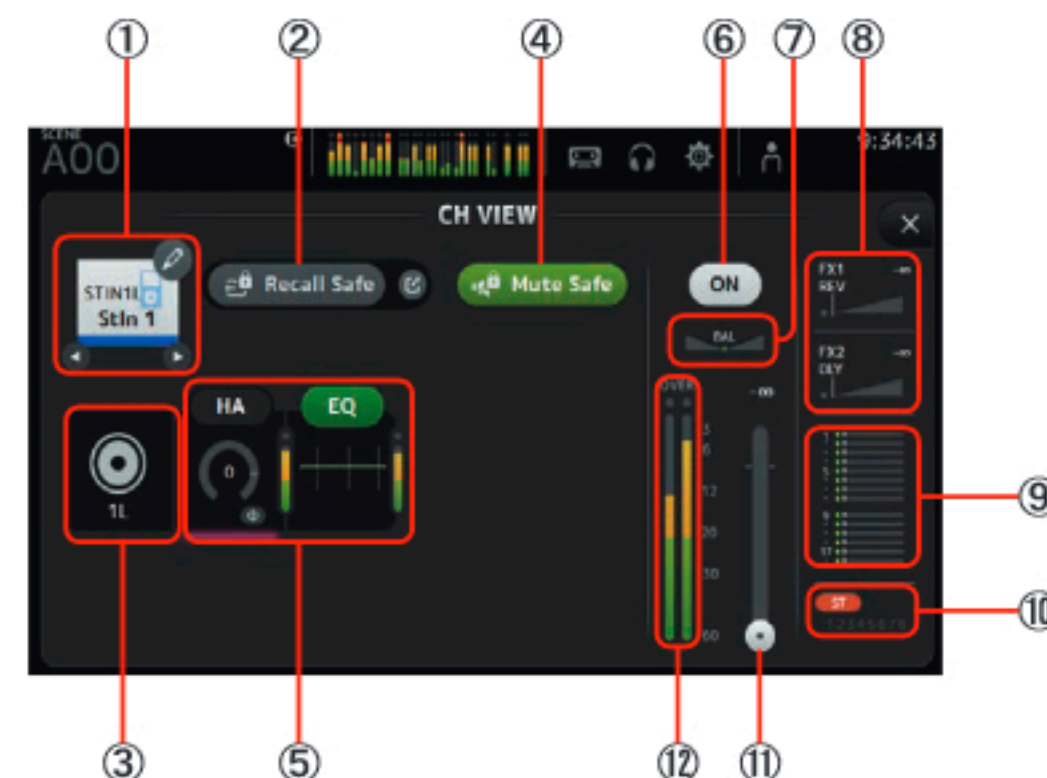 ① ② ④ ⑥ ⑦ ⑧
SCENE
A00
9:34:43
CH VIEW
STIN1L
StIn 1
Recall Safe
Mute Safe
ON
BAL
FX1
REV
-∞
FX2
DLY
-∞
HA
EQ
0
1L
OVER
-∞
3
6
12
20
30
60
⑨
ST
12345678
⑩
③ ⑤ ⑫ ⑪